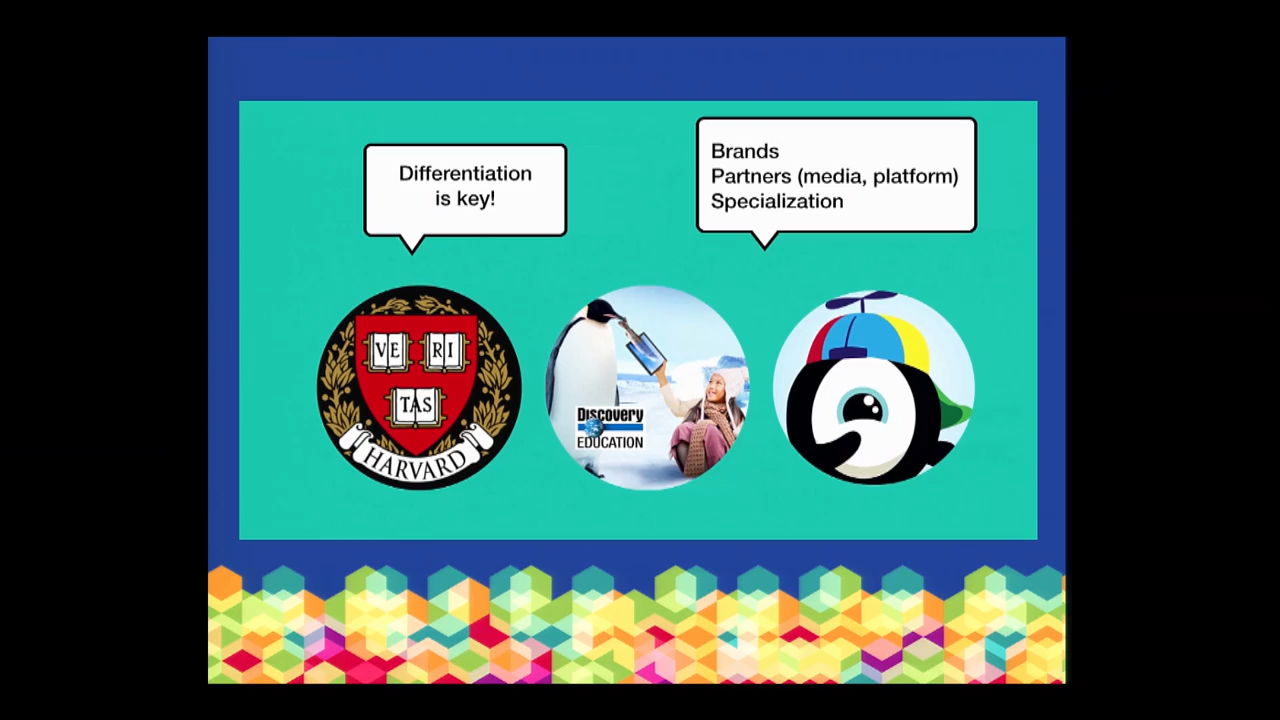 Differentiation
is key!
Brands
Partners (media, platform)
Specialization
VE RI
TAS
HARVARD
Discovery
EDUCATION